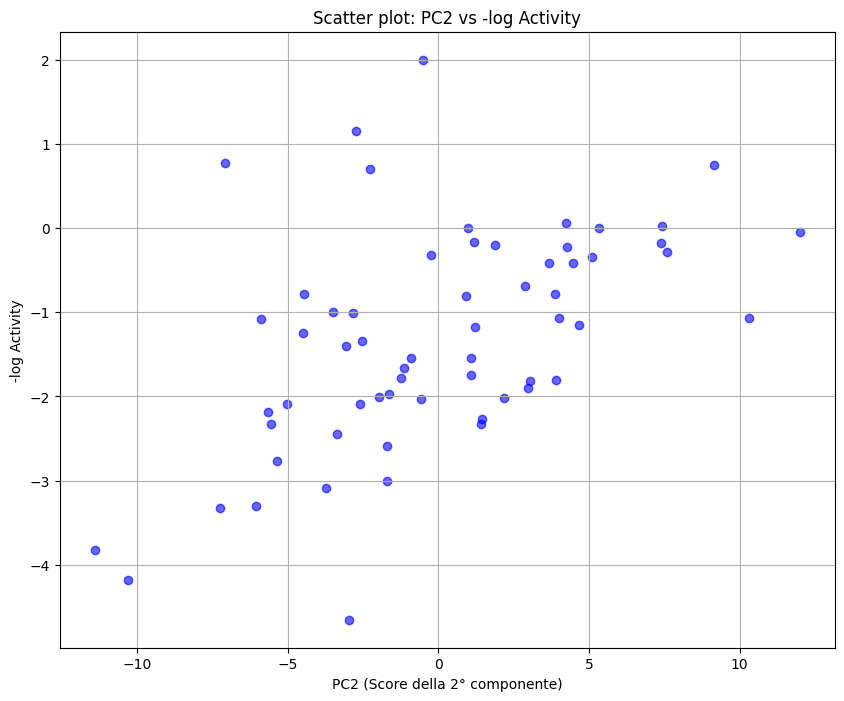 Scatter plot: PC2 vs -log Activity
2
1
0
−1
−2
−3
−4
-log Activity
−10 −5 0 5 10
PC2 (Score della 2° componente)